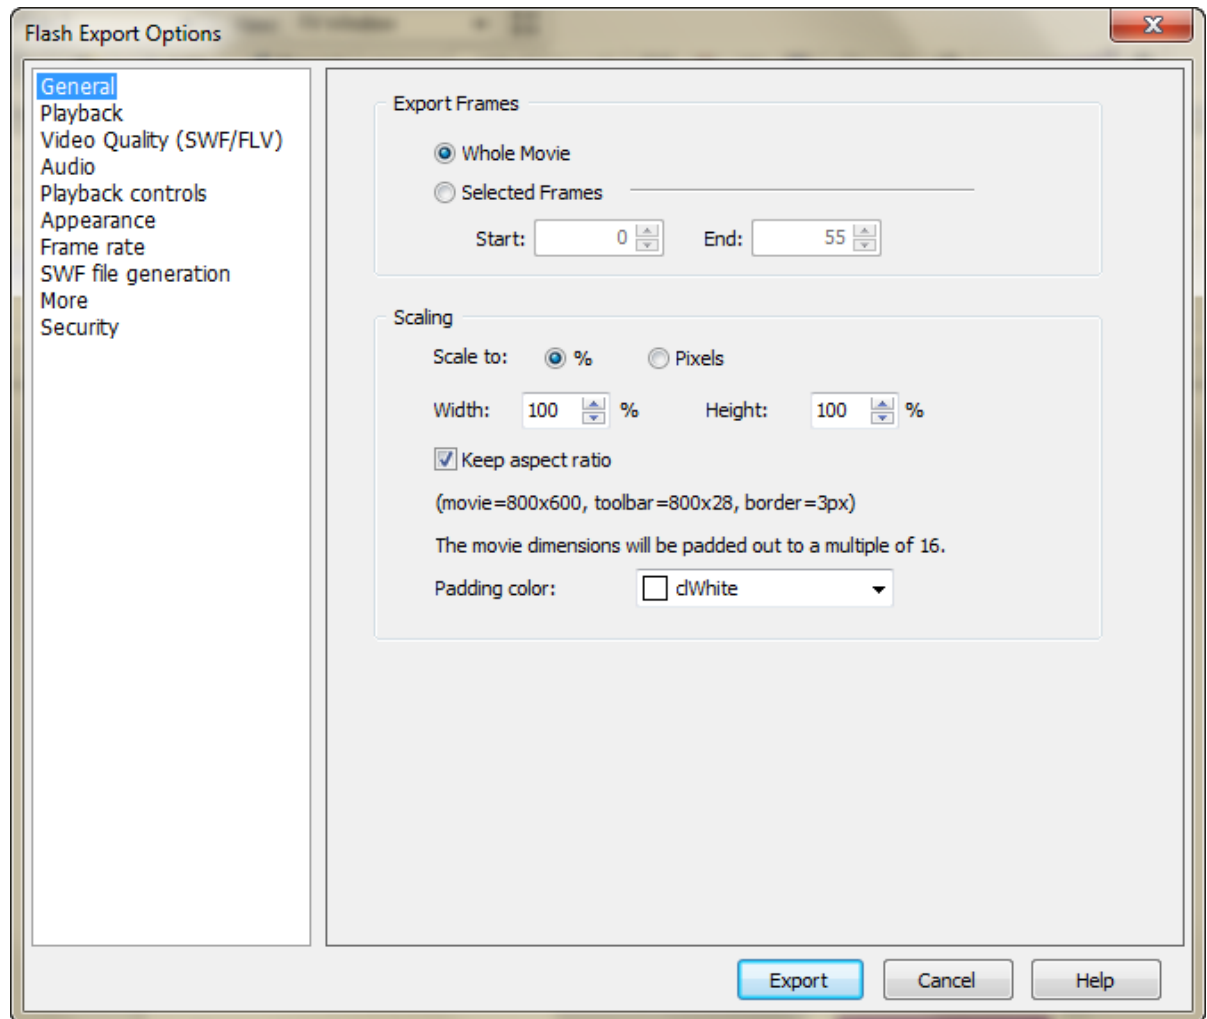 Flash Export Options
General
Playback
Video Quality (SWF/FLV)
Audio
Playback controls
Appearance
Frame rate
SWF file generation
More
Security
Export Frames
Whole Movie
Selected Frames
Start: 0 End: 55
Scaling
Scale to: % Pixels
Width: 100 % Height: 100 %
Keep aspect ratio
(movie=800x600, toolbar=800x28, border=3px)
The movie dimensions will be padded out to a multiple of 16.
Padding color: clWhite
Export Cancel Help